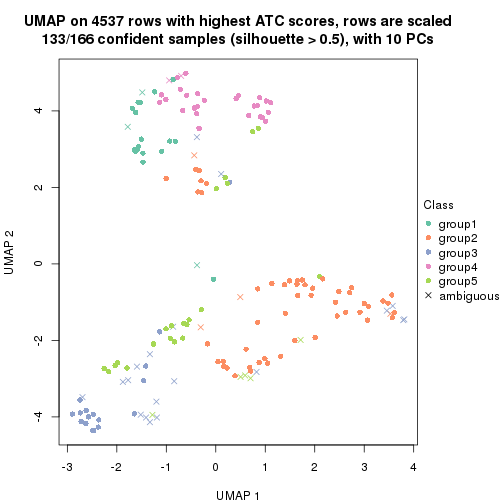 UMAP on 4537 rows with highest ATC scores, rows are scaled
133/166 confident samples (silhouette > 0.5), with 10 PCs
4
2
0
-2
-4
UMAP 2
-3 -2 -1 0 1 2 3 4
UMAP 1
Class
group1
group2
group3
group4
group5
ambiguous